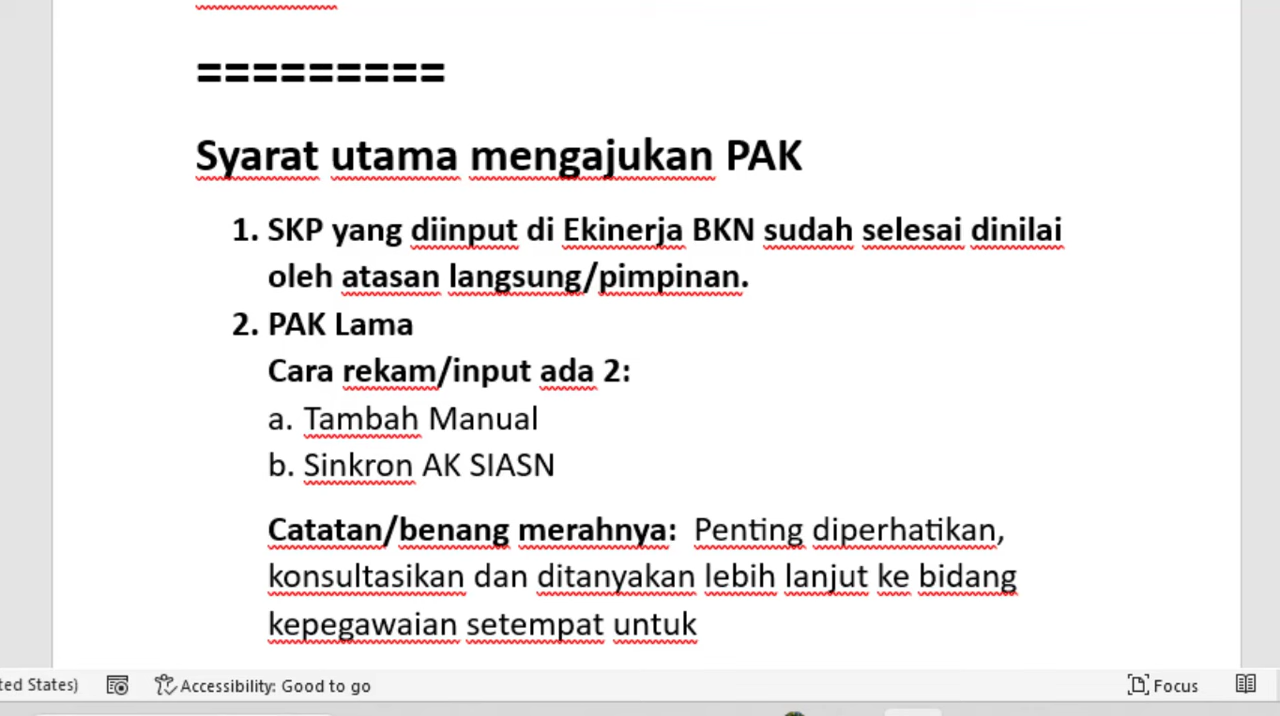 =========
Syarat utama mengajukan PAK
1. SKP yang diinput di Ekinerja BKN sudah selesai dinilai
oleh atasan langsung/pimpinan.
2. PAK Lama
Cara rekam/input ada 2:
a. Tambah Manual
b. Sinkron AK SIASN
Catatan/benang merahnya: Penting diperhatikan,
konsultasikan dan ditanyakan lebih lanjut ke bidang
kepegawaian setempat untuk
ted States) Accessibility: Good to go Focus